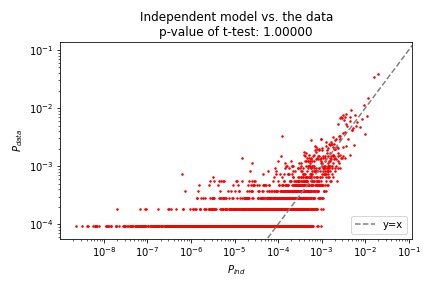 Independent model vs. the data
p-value of t-test: 1.00000
10⁻¹
10⁻²
10⁻³
10⁻⁴
P_data
y=x
10⁻⁸ 10⁻⁷ 10⁻⁶ 10⁻⁵ 10⁻⁴ 10⁻³ 10⁻² 10⁻¹
P_ind